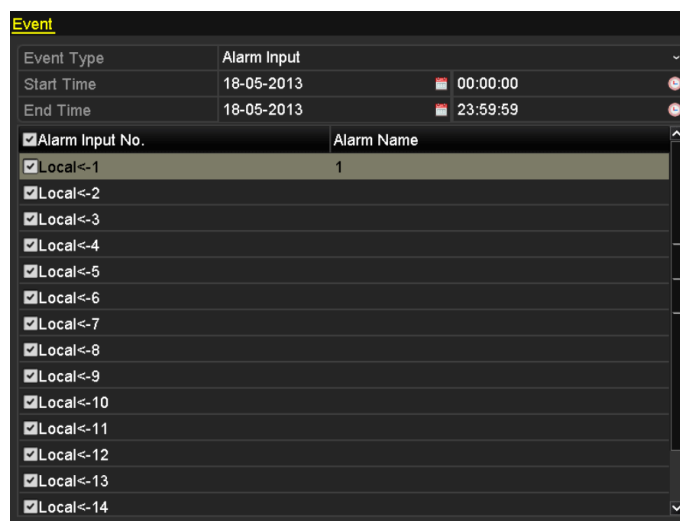 Event
Event Type Alarm Input
Start Time 18-05-2013 00:00:00
End Time 18-05-2013 23:59:59
Alarm Input No. Alarm Name
Local<-1 1
Local<-2
Local<-3
Local<-4
Local<-5
Local<-6
Local<-7
Local<-8
Local<-9
Local<-10
Local<-11
Local<-12
Local<-13
Local<-14